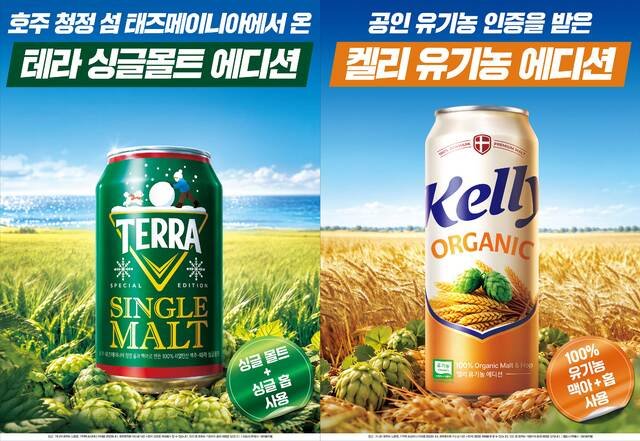 호주 청정 섬 태즈메이니아에서 온
테라 싱글몰트 에디션
TERRA
SPECIAL EDITION
SINGLE
MALT
싱글 몰트
+
싱글 홉
사용
공인 유기농 인증을 받은
켈리 유기농 에디션
Kelly
ORGANIC
유기농
100% Organic Malt & Hop
켈리 유기농 에디션
100%
유기농
맥아+홉
사용